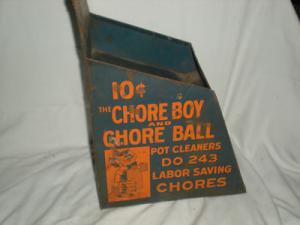 10¢
THE CHORE BOY
AND
CHORE BALL
POT CLEANERS
DO 243
LABOR SAVING
CHORES